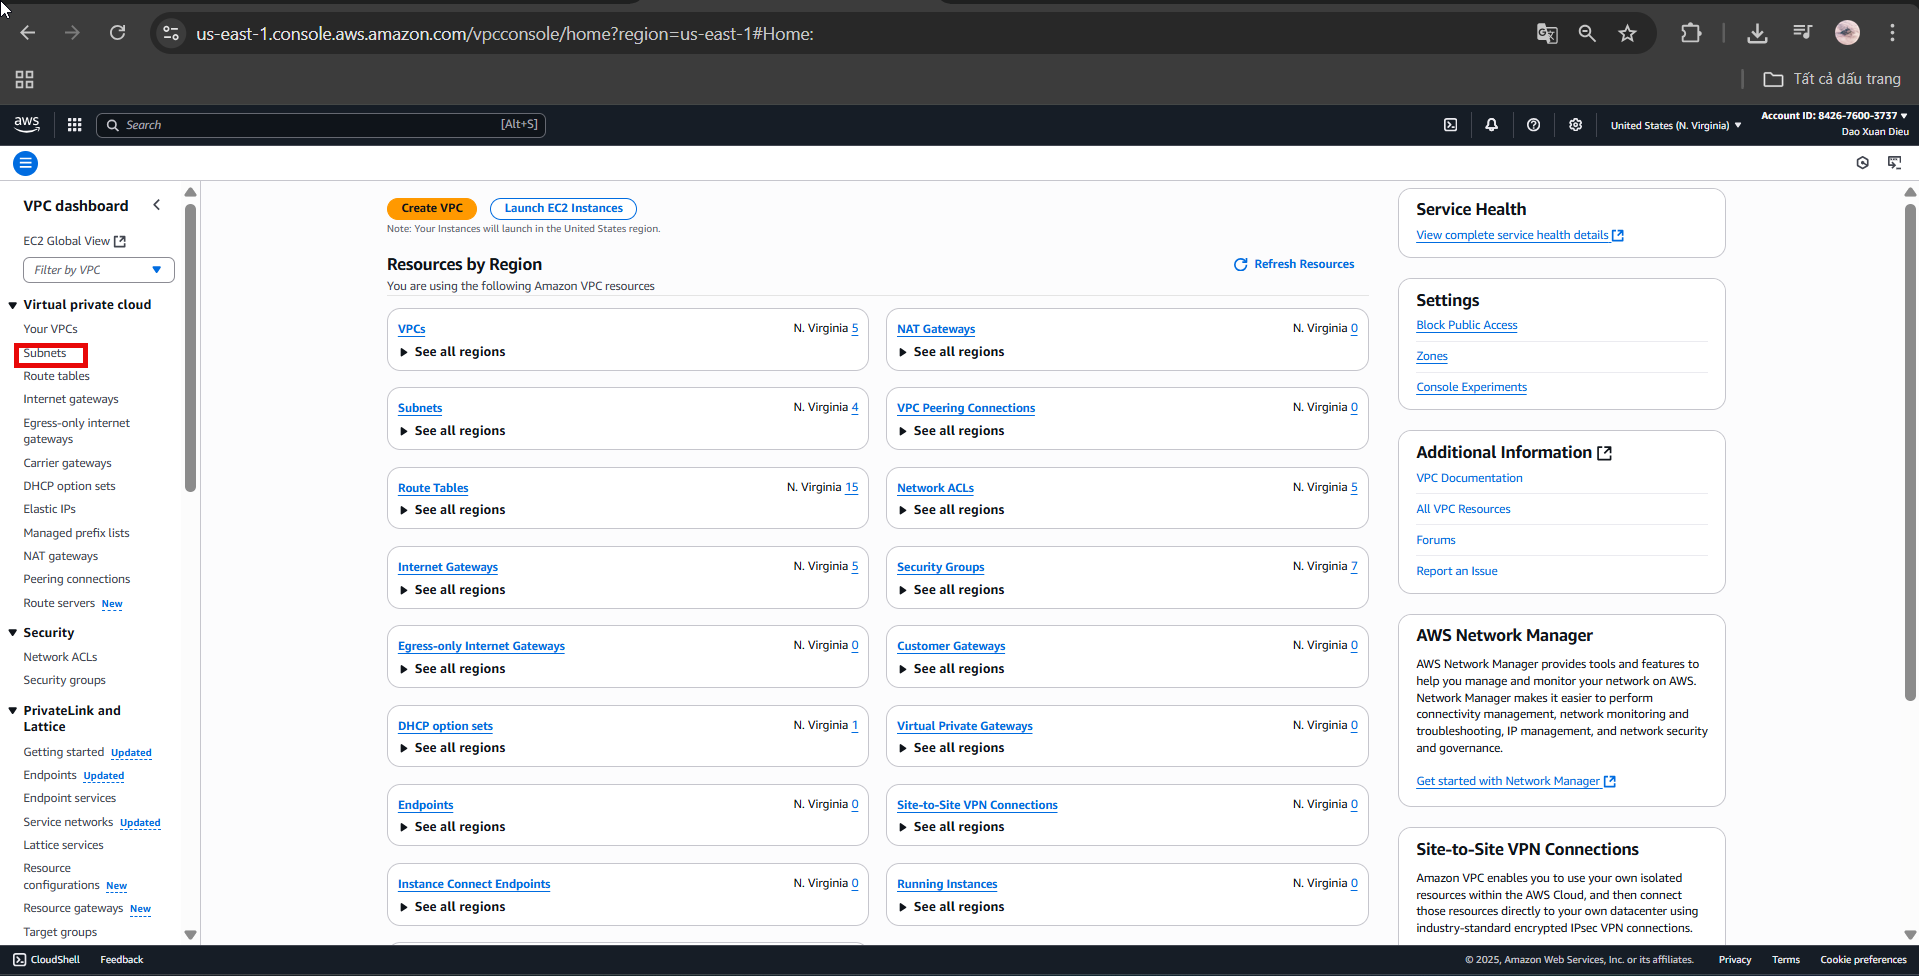 us-east-1.console.aws.amazon.com/vpcconsole/home?region=us-east-1#Home:
Tất cả dấu trang
aws
Search
[Alt+S]
United States (N. Virginia)
Account ID: 8426-7600-3737
Dao Xuan Dieu
VPC dashboard
EC2 Global View
Filter by VPC
Virtual private cloud
Your VPCs
Subnets
Route tables
Internet gateways
Egress-only internet
gateways
Carrier gateways
DHCP option sets
Elastic IPs
Managed prefix lists
NAT gateways
Peering connections
Route servers New
Security
Network ACLs
Security groups
PrivateLink and
Lattice
Getting started Updated
Endpoints Updated
Endpoint services
Service networks Updated
Lattice services
Resource
configurations New
Resource gateways New
Target groups
Create VPC
Launch EC2 Instances
Note: Your Instances will launch in the United States region.
Resources by Region
Refresh Resources
You are using the following Amazon VPC resources
VPCs N. Virginia 5
See all regions
NAT Gateways N. Virginia 0
See all regions
Subnets N. Virginia 4
See all regions
VPC Peering Connections N. Virginia 0
See all regions
Route Tables N. Virginia 15
See all regions
Network ACLs N. Virginia 5
See all regions
Internet Gateways N. Virginia 5
See all regions
Security Groups N. Virginia 7
See all regions
Egress-only Internet Gateways N. Virginia 0
See all regions
Customer Gateways N. Virginia 0
See all regions
DHCP option sets N. Virginia 1
See all regions
Virtual Private Gateways N. Virginia 0
See all regions
Endpoints N. Virginia 0
See all regions
Site-to-Site VPN Connections N. Virginia 0
See all regions
Instance Connect Endpoints N. Virginia 0
See all regions
Running Instances N. Virginia 0
See all regions
Service Health
View complete service health details
Settings
Block Public Access
Zones
Console Experiments
Additional Information
VPC Documentation
All VPC Resources
Forums
Report an Issue
AWS Network Manager
AWS Network Manager provides tools and features to
help you manage and monitor your network on AWS.
Network Manager makes it easier to perform
connectivity management, network monitoring and
troubleshooting, IP management, and network security
and governance.
Get started with Network Manager
Site-to-Site VPN Connections
Amazon VPC enables you to use your own isolated
resources within the AWS Cloud, and then connect
those resources directly to your own datacenter using
industry-standard encrypted IPsec VPN connections.
CloudShell
Feedback
© 2025, Amazon Web Services, Inc. or its affiliates.
Privacy
Terms
Cookie preferences